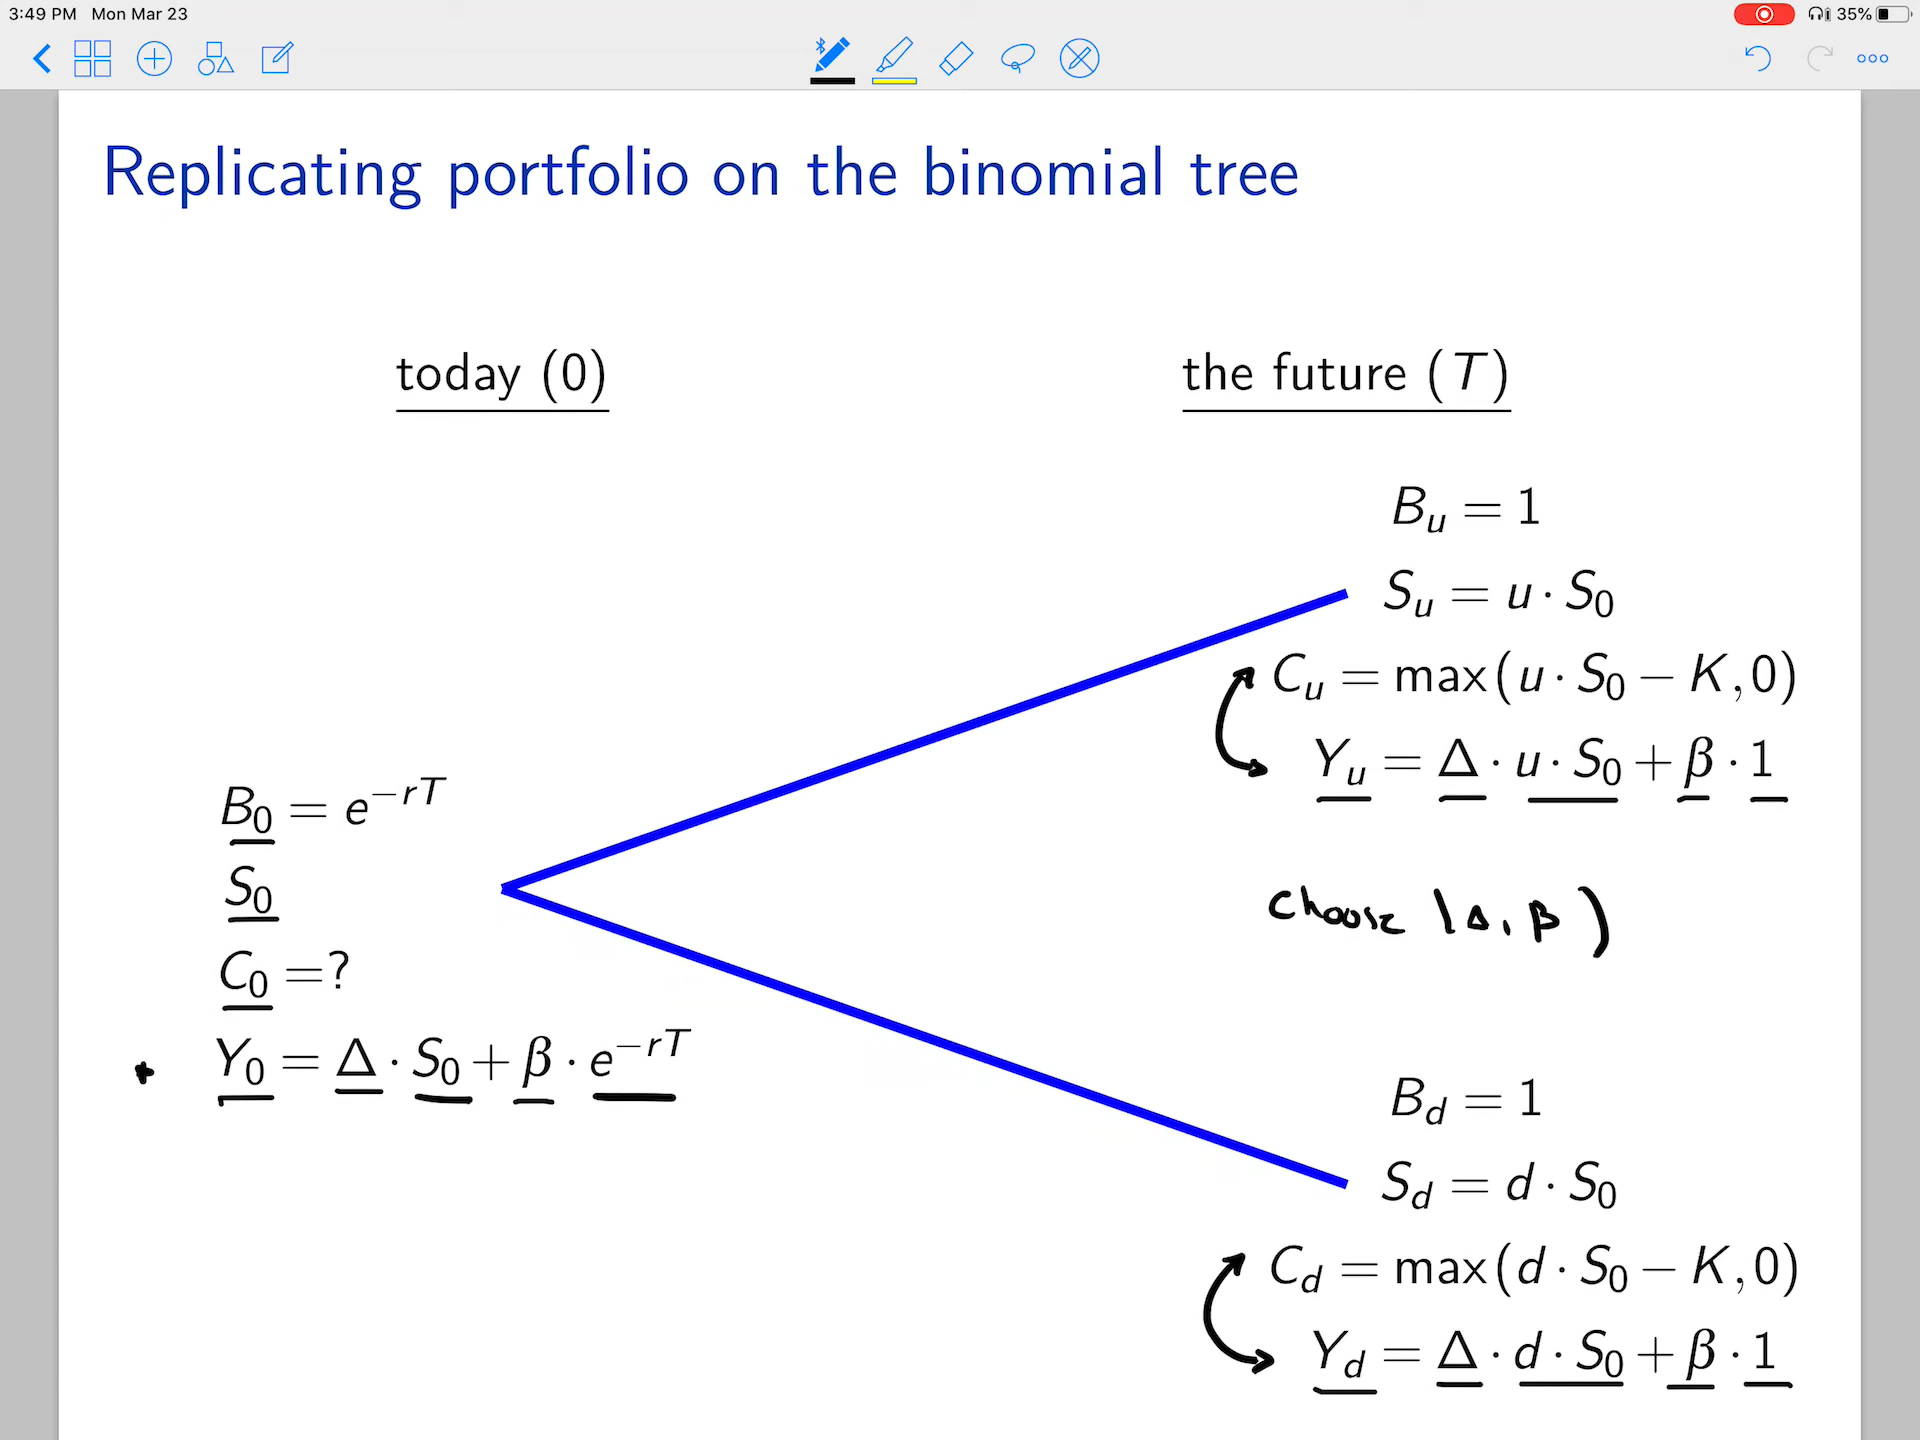 3:49 PM Mon Mar 23
35%
Replicating portfolio on the binomial tree
today (0)
the future (T)
B_u = 1
S_u = u · S_0
C_u = max(u · S_0 − K, 0)
Y_u = Δ · u · S_0 + β · 1
B_0 = e^{−rT}
S_0
C_0 =?
Y_0 = Δ · S_0 + β · e^{−rT}
choose (Δ, β)
B_d = 1
S_d = d · S_0
C_d = max(d · S_0 − K, 0)
Y_d = Δ · d · S_0 + β · 1